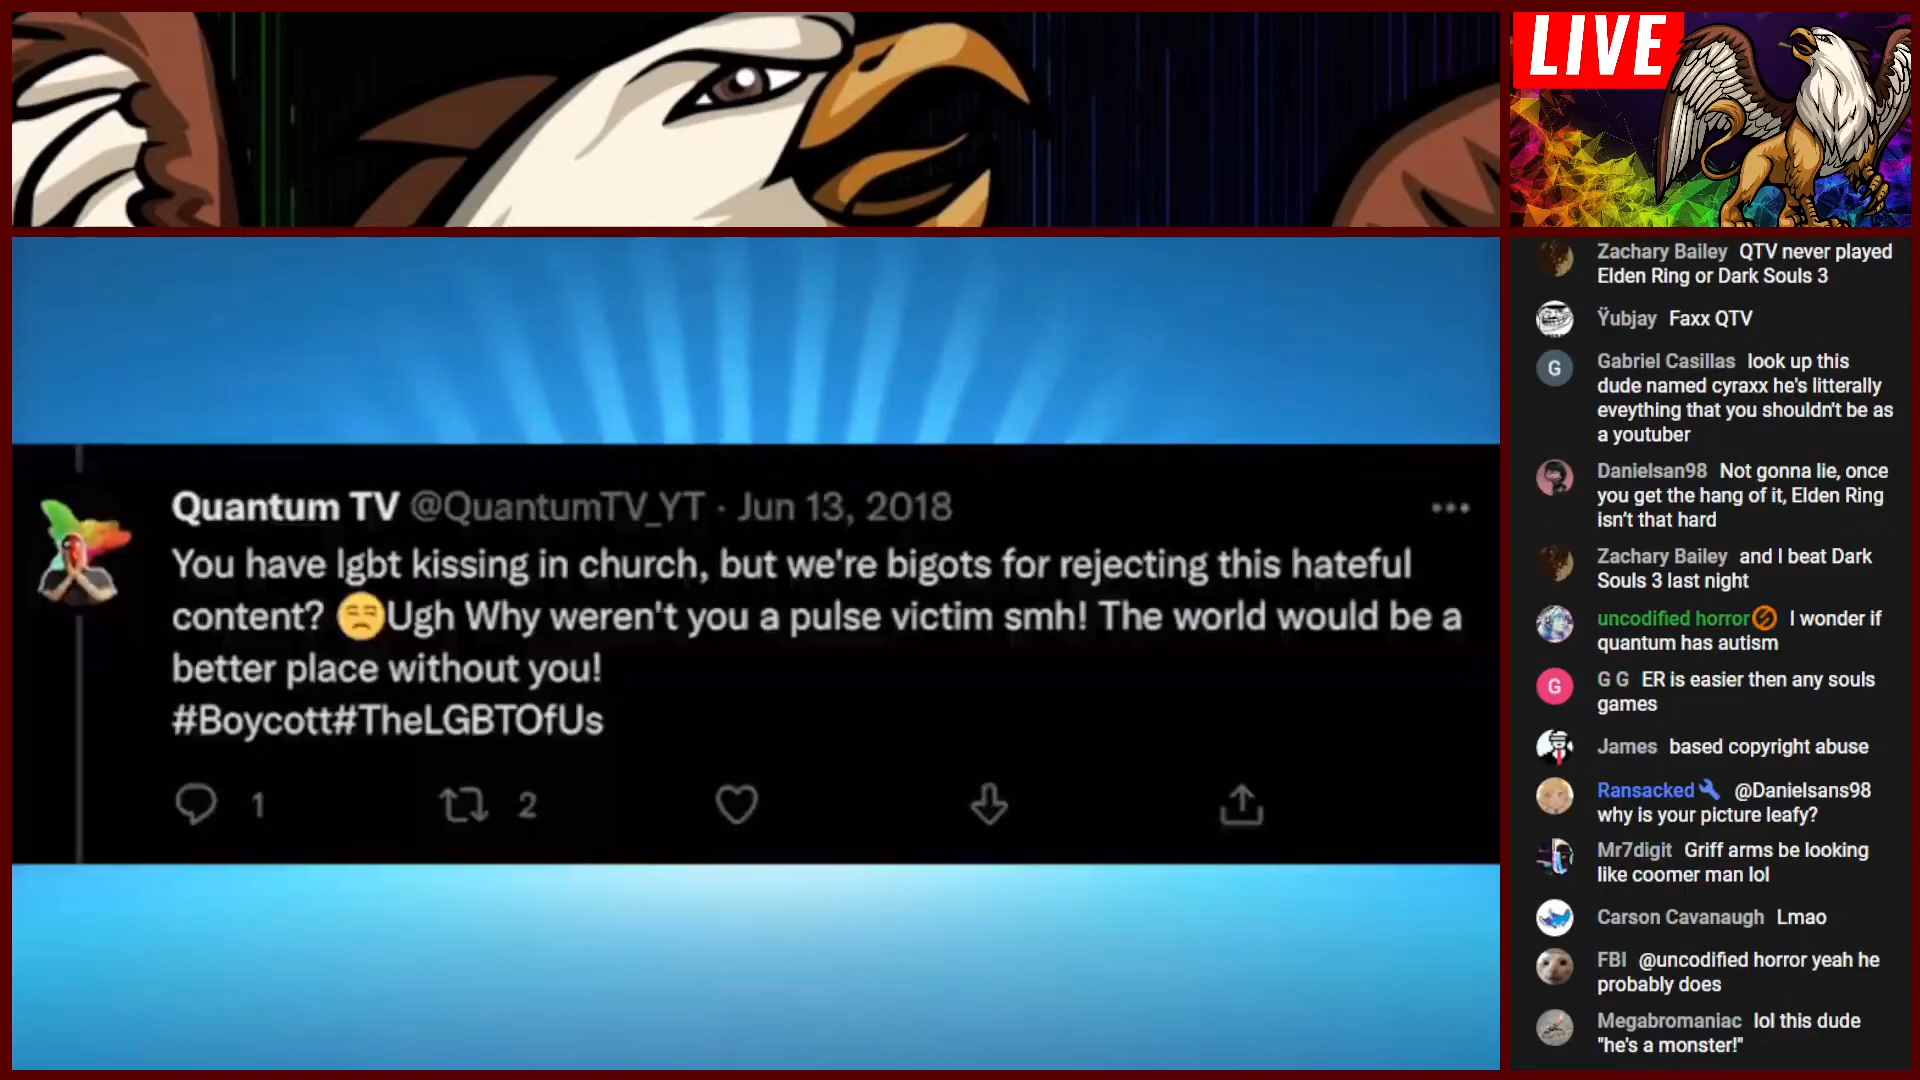 LIVE
Quantum TV @QuantumTV_YT · Jun 13, 2018
You have lgbt kissing in church, but we're bigots for rejecting this hateful
content? 😒Ugh Why weren't you a pulse victim smh! The world would be a
better place without you!
#Boycott#TheLGBTOfUs
1
2
Zachary Bailey QTV never played
Elden Ring or Dark Souls 3
Ÿubjay Faxx QTV
G
Gabriel Casillas look up this
dude named cyraxx he's litterally
eveything that you shouldn't be as
a youtuber
Danielsan98 Not gonna lie, once
you get the hang of it, Elden Ring
isn't that hard
Zachary Bailey and I beat Dark
Souls 3 last night
uncodified horror I wonder if
quantum has autism
G
G G ER is easier then any souls
games
James based copyright abuse
Ransacked @Danielsans98
why is your picture leafy?
Mr7digit Griff arms be looking
like coomer man lol
Carson Cavanaugh Lmao
FBI @uncodified horror yeah he
probably does
Megabromaniac lol this dude
"he's a monster!"